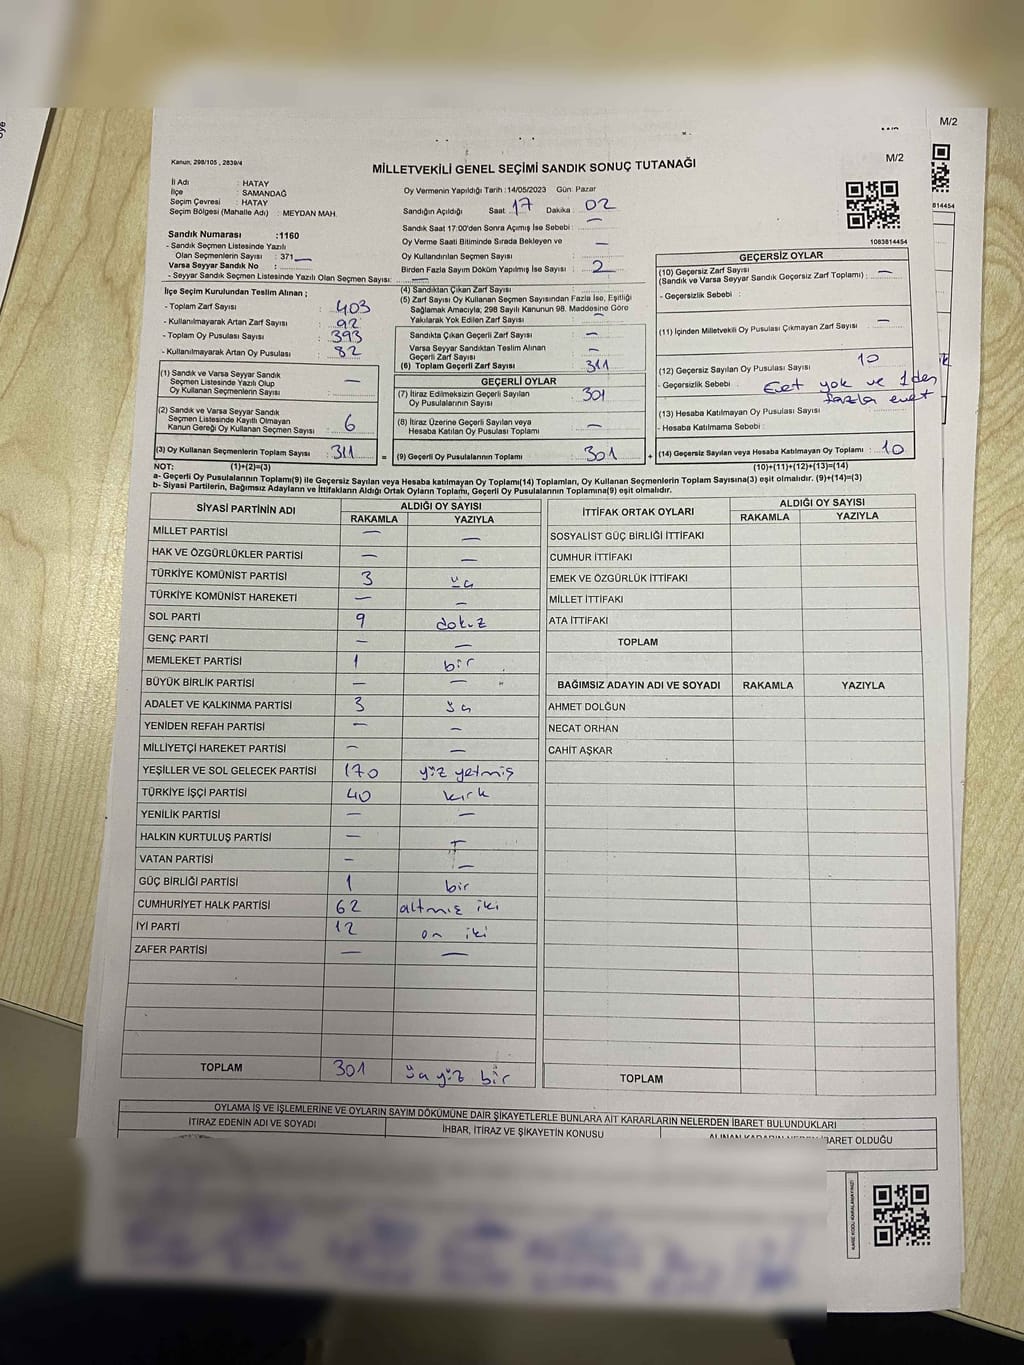 M/2
Kanun, 298/105 , 2839/4
MİLLETVEKİLİ GENEL SEÇİMİ SANDIK SONUÇ TUTANAĞI
M/2
İli Adı : HATAY
İlçe : SAMANDAĞ
Seçim Çevresi : HATAY
Seçim Bölgesi (Mahalle Adı) : MEYDAN MAH.
Oy Vermenin Yapıldığı Tarih :14/05/2023 Gün: Pazar
Sandığın Açıldığı Saat 17 Dakika : 02
Sandık Saat 17:00'den Sonra Açımış İse Sebebi : —
Oy Verme Saati Bitiminde Sırada Bekleyen ve
Oy Kullandırılan Seçmen Sayısı —
Birden Fazla Sayım Döküm Yapılmış İse Sayısı : 2
1083814454
814454
Sandık Numarası :1160
- Sandık Seçmen Listesinde Yazılı
Olan Seçmenlerin Sayısı : 371
Varsa Seyyar Sandık No :
- Seyyar Sandık Seçmen Listesinde Yazılı Olan Seçmen Sayısı: —
İlçe Seçim Kurulundan Teslim Alınan ;
- Toplam Zarf Sayısı : 403
- Kullanılmayarak Artan Zarf Sayısı : 92
- Toplam Oy Pusulası Sayısı : 393
- Kullanılmayarak Artan Oy Pusulası : 82
(1) Sandık ve Varsa Seyyar Sandık
Seçmen Listesinde Yazılı Olup
Oy Kullanan Seçmenlerin Sayısı : —
(2) Sandık ve Varsa Seyyar Sandık
Seçmen Listesinde Kayıtlı Olmayan
Kanun Gereği Oy Kullanan Seçmen Sayısı : 6
(3) Oy Kullanan Seçmenlerin Toplam Sayısı : 311
(4) Sandıktan Çıkan Zarf Sayısı
(5) Zarf Sayısı Oy Kullanan Seçmen Sayısından Fazla İse, Eşitliği
Sağlamak Amacıyla; 298 Sayılı Kanunun 98. Maddesine Göre
Yakılarak Yok Edilen Zarf Sayısı : —
Sandıkta Çıkan Geçerli Zarf Sayısı : —
Varsa Seyyar Sandıktan Teslim Alınan
Geçerli Zarf Sayısı : —
(6) Toplam Geçerli Zarf Sayısı : 311
GEÇERLİ OYLAR
(7) İtiraz Edilmeksizin Geçerli Sayılan
Oy Pusulalarının Sayısı : 301
(8) İtiraz Üzerine Geçerli Sayılan veya
Hesaba Katılan Oy Pusulası Toplamı : —
= (9) Geçerli Oy Pusulalarının Toplamı : 301 +
GEÇERSİZ OYLAR
(10) Geçersiz Zarf Sayısı
(Sandık ve Varsa Seyyar Sandık Geçersiz Zarf Toplamı) : —
- Geçersizlik Sebebi :
(11) İçinden Milletvekili Oy Pusulası Çıkmayan Zarf Sayısı : —
(12) Geçersiz Sayılan Oy Pusulası Sayısı : 10
- Geçersizlik Sebebi : Evet yok ve 1 den
fazla evet
(13) Hesaba Katılmayan Oy Pusulası Sayısı :
- Hesaba Katılmama Sebebi :
(14) Geçersiz Sayılan veya Hesaba Katılmayan Oy Toplamı : 10
NOT: (1)+(2)=(3) (10)+(11)+(12)+(13)=(14)
a- Geçerli Oy Pusulaları Toplamı(9) ile Geçersiz Sayılan veya Hesaba katılmayan Oy Toplamı(14) Toplamları, Oy Kullanan Seçmenlerin Toplam Sayısına(3) eşit olmalıdır. (9)+(14)=(3)
b- Siyasi Partilerin, Bağımsız Adayların ve İttifakların Aldığı Ortak Oyların Toplamı, Geçerli Oy Pusulalarının Toplamına(9) eşit olmalıdır.
SİYASİ PARTİNİN ADI ALDIĞI OY SAYISI
RAKAMLA YAZIYLA
MİLLET PARTİSİ — —
HAK VE ÖZGÜRLÜKLER PARTİSİ — —
TÜRKİYE KOMÜNİST PARTİSİ 3 üç
TÜRKİYE KOMÜNİST HAREKETİ — —
SOL PARTİ 9 dokuz
GENÇ PARTİ — —
MEMLEKET PARTİSİ 1 bir
BÜYÜK BİRLİK PARTİSİ — —
ADALET VE KALKINMA PARTİSİ 3 üç
YENİDEN REFAH PARTİSİ — —
MİLLİYETÇİ HAREKET PARTİSİ — —
YEŞİLLER VE SOL GELECEK PARTİSİ 170 yüz yetmiş
TÜRKİYE İŞÇİ PARTİSİ 40 kırk
YENİLİK PARTİSİ — —
HALKIN KURTULUŞ PARTİSİ — —
VATAN PARTİSİ — —
GÜÇ BİRLİĞİ PARTİSİ 1 bir
CUMHURİYET HALK PARTİSİ 62 altmış iki
İYİ PARTİ 12 on iki
ZAFER PARTİSİ — —
TOPLAM 301 üç yüz bir
İTTİFAK ORTAK OYLARI ALDIĞI OY SAYISI
RAKAMLA YAZIYLA
SOSYALİST GÜÇ BİRLİĞİ İTTİFAKI
CUMHUR İTTİFAKI
EMEK VE ÖZGÜRLÜK İTTİFAKI
MİLLET İTTİFAKI
ATA İTTİFAKI
TOPLAM
BAĞIMSIZ ADAYIN ADI VE SOYADI RAKAMLA YAZIYLA
AHMET DOLĞUN
NECAT ORHAN
CAHİT AŞKAR
TOPLAM
OYLAMA İŞ VE İŞLEMLERİNE VE OYLARIN SAYIM DÖKÜMÜNE DAİR ŞİKAYETLERLE BUNLARA AİT KARARLARIN NELERDEN İBARET BULUNDUKLARI
İTİRAZ EDENİN ADI VE SOYADI İHBAR, İTİRAZ VE ŞİKAYETİN KONUSU ALINAN KARARIN NEDEN İBARET OLDUĞU
KARE KODU KARALAMAYINIZ!